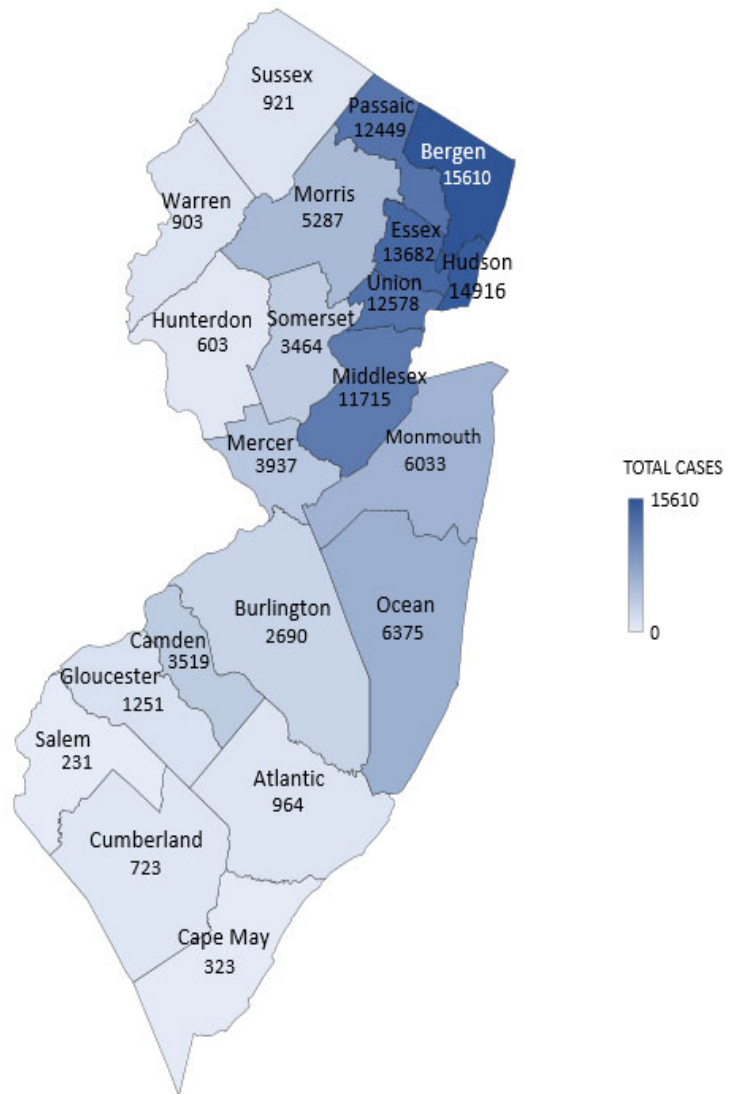 Sussex
921
Passaic
12449
Bergen
15610
Warren
903
Morris
5287
Essex
13682
Hudson
14916
Union
12578
Hunterdon
603
Somerset
3464
Middlesex
11715
Mercer
3937
Monmouth
6033
TOTAL CASES
15610
0
Burlington
2690
Ocean
6375
Camden
3519
Gloucester
1251
Salem
231
Atlantic
964
Cumberland
723
Cape May
323